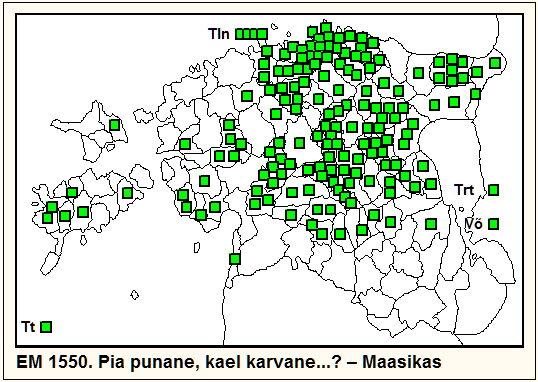 Tln
Trt
Võ
Tt
EM 1550. Pia punane, kael karvane...? – Maasikas